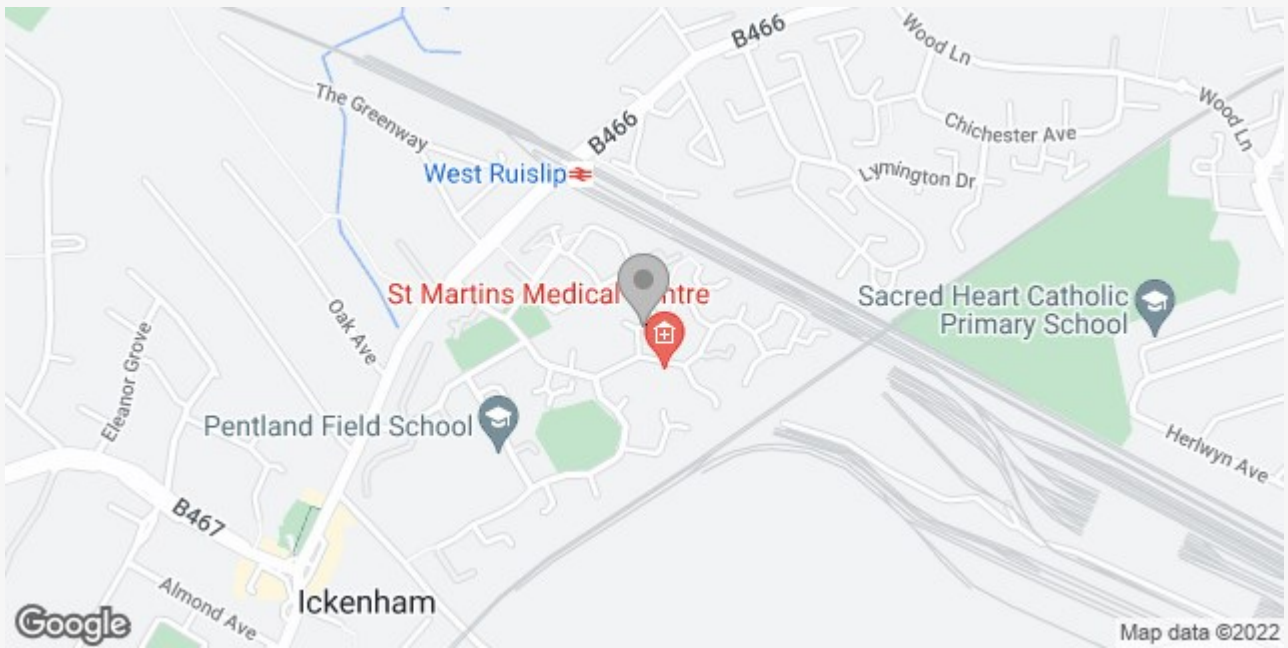 B466
Wood Ln
The Greenway
B466
Wood Ln
Chichester Ave
West Ruislip
Lymington Dr
St Martins Medical Centre
Sacred Heart Catholic
Primary School
Oak Ave
Eleanor Grove
Pentland Field School
Herlwyn Ave
B467
Almond Ave
Ickenham
Google
Map data ©2022